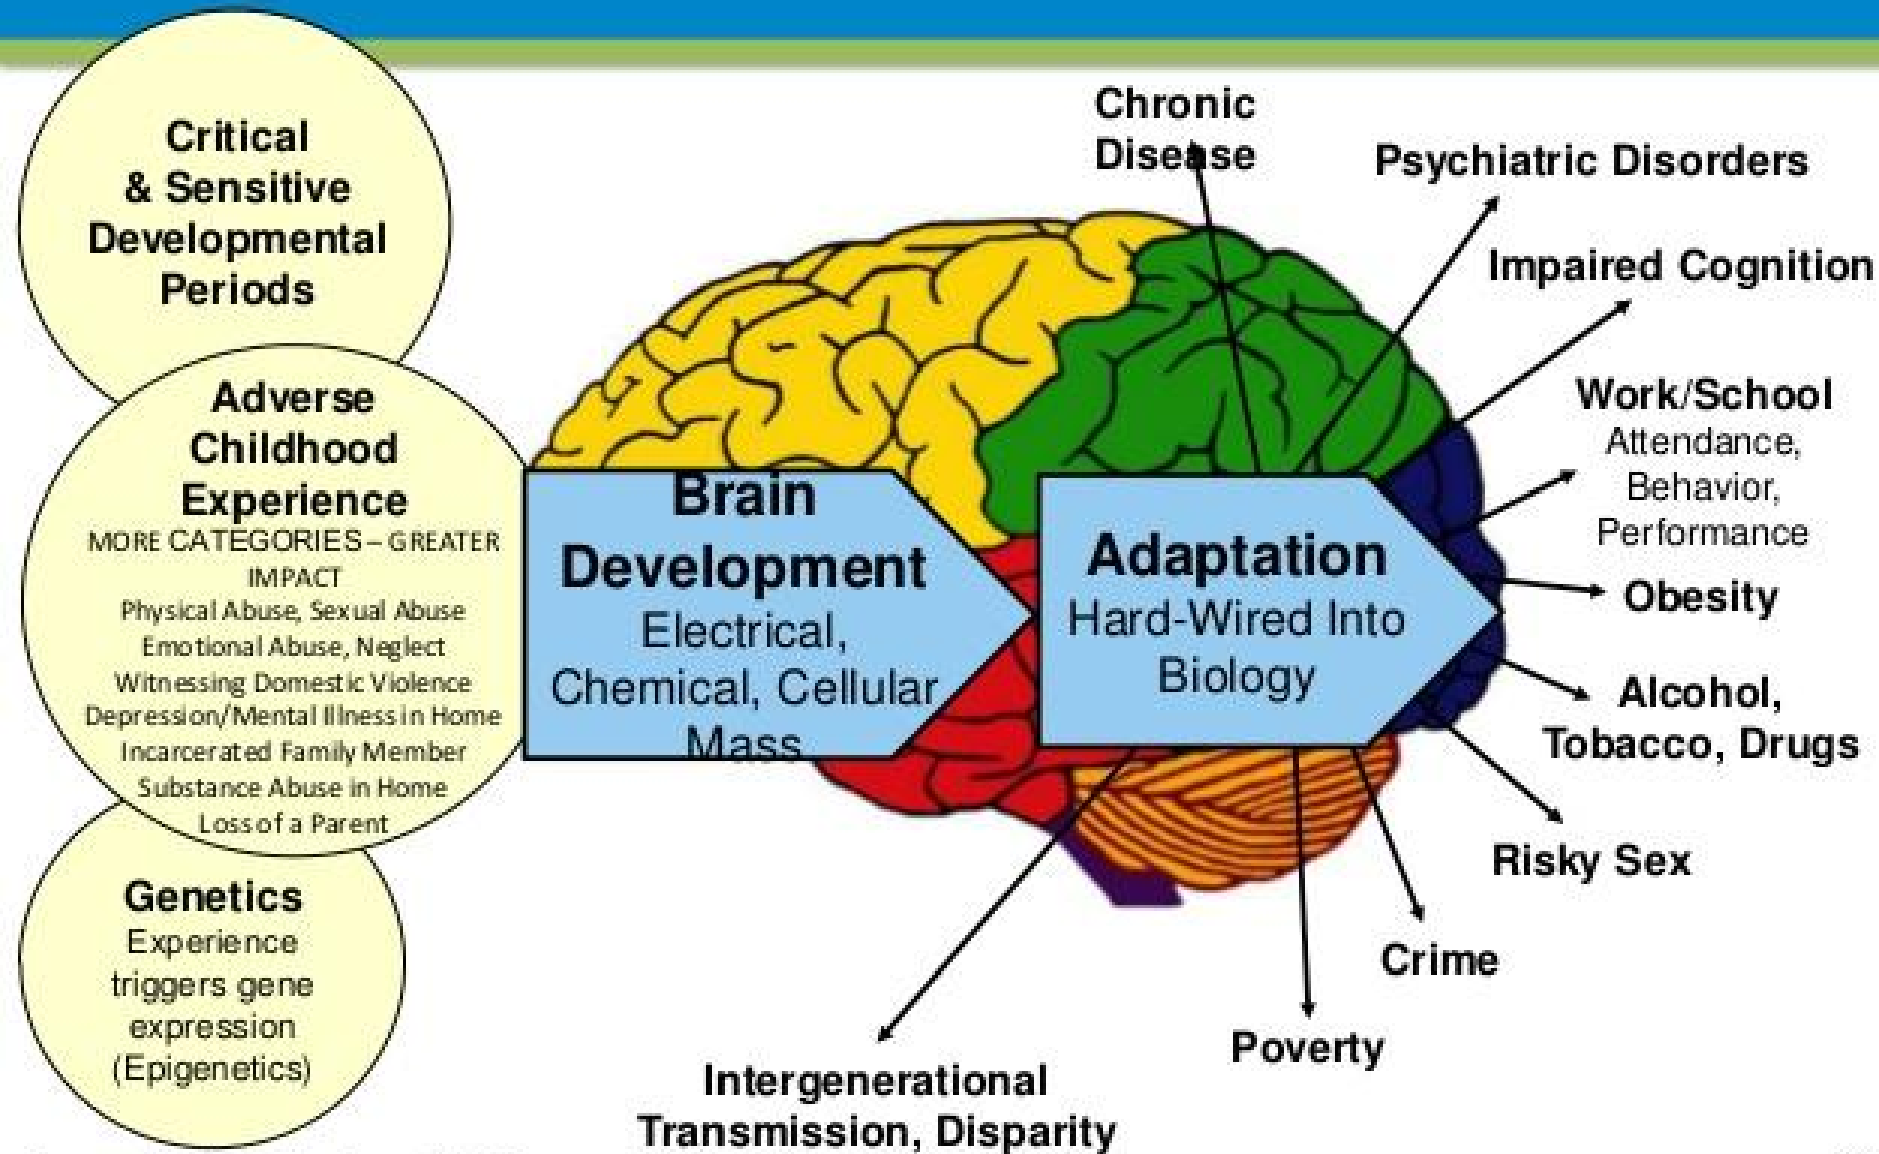 Critical
& Sensitive
Developmental
Periods
Adverse
Childhood
Experience
MORE CATEGORIES – GREATER
IMPACT
Physical Abuse, Sexual Abuse
Emotional Abuse, Neglect
Witnessing Domestic Violence
Depression/Mental Illness in Home
Incarcerated Family Member
Substance Abuse in Home
Loss of a Parent
Genetics
Experience
triggers gene
expression
(Epigenetics)
Brain
Development
Electrical,
Chemical, Cellular
Mass
Adaptation
Hard-Wired Into
Biology
Chronic
Disease
Psychiatric Disorders
Impaired Cognition
Work/School
Attendance,
Behavior,
Performance
Obesity
Alcohol,
Tobacco, Drugs
Risky Sex
Crime
Poverty
Intergenerational
Transmission, Disparity